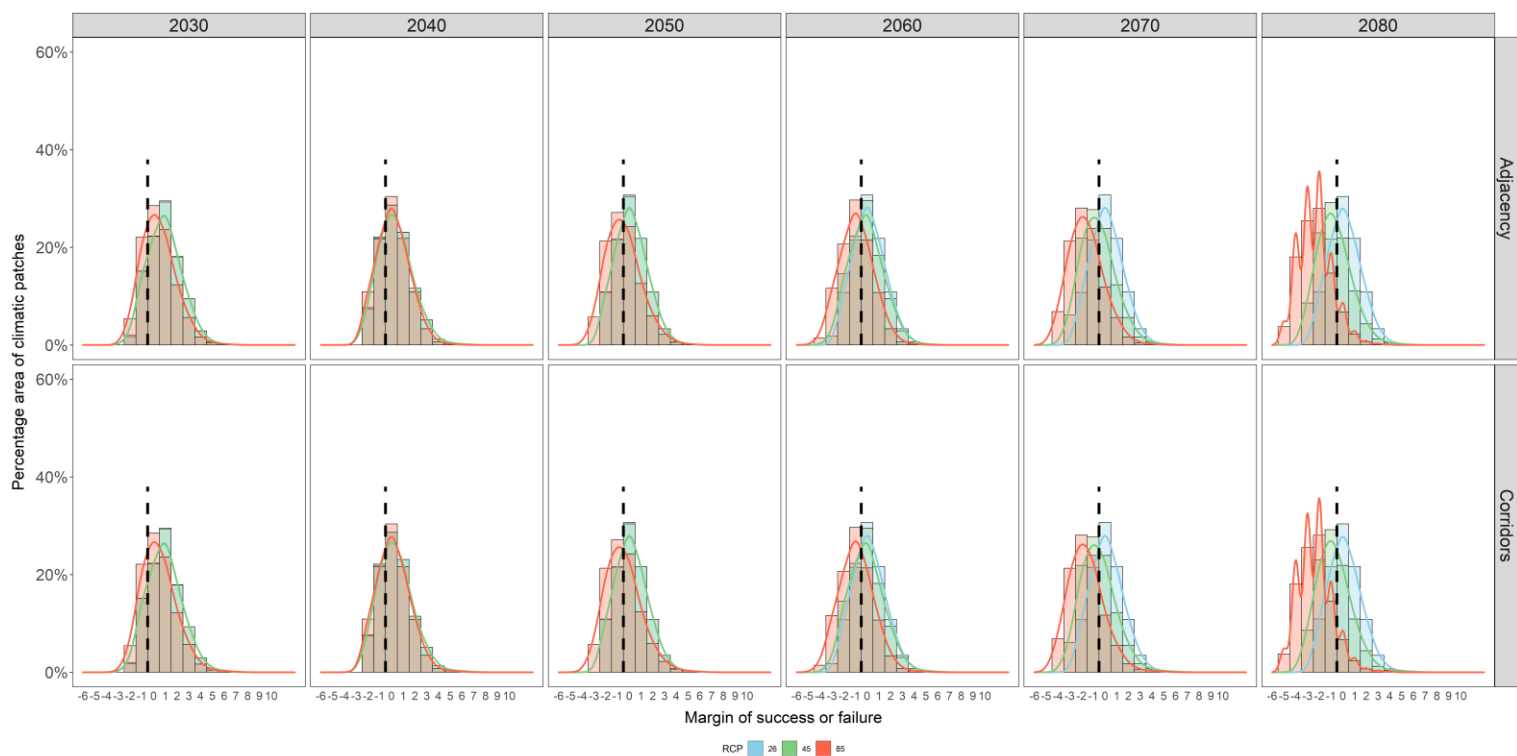 2030 2040 2050 2060 2070 2080
Percentage area of climatic patches
60%
40%
20%
0%
Adjacency
60%
40%
20%
0%
Corridors
-6-5-4-3-2-1 0 1 2 3 4 5 6 7 8 9 10 -6-5-4-3-2-1 0 1 2 3 4 5 6 7 8 9 10 -6-5-4-3-2-1 0 1 2 3 4 5 6 7 8 9 10 -6-5-4-3-2-1 0 1 2 3 4 5 6 7 8 9 10 -6-5-4-3-2-1 0 1 2 3 4 5 6 7 8 9 10 -6-5-4-3-2-1 0 1 2 3 4 5 6 7 8 9 10
Margin of success or failure
RCP 26 45 85